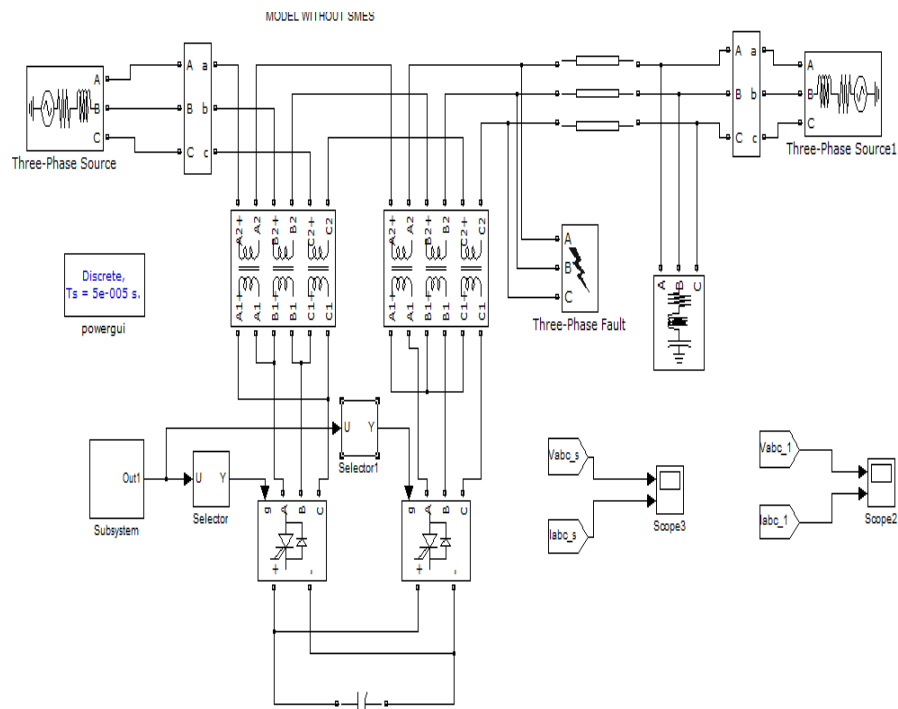 MODEL WITHOUT SMES
A
B
C
Three-Phase Source
A a
B b
C c
A a
B b
C c
A
B
C
Three-Phase Source1
A2+ A2 B2+ B2 C2+ C2
A1+ A1 B1+ B1 C1+ C1
A2+ A2 B2+ B2 C2+ C2
A1+ A1 B1+ B1 C1+ C1
Discrete,
Ts = 5e-005 s.
powergui
A
B
C
Three-Phase Fault
A B C
Out1
Subsystem
U Y
Selector
U Y
Selector1
g A B C
+ -
g A B C
+ -
Vabc_s
Iabc_s
Scope3
Vabc_1
Iabc_1
Scope2